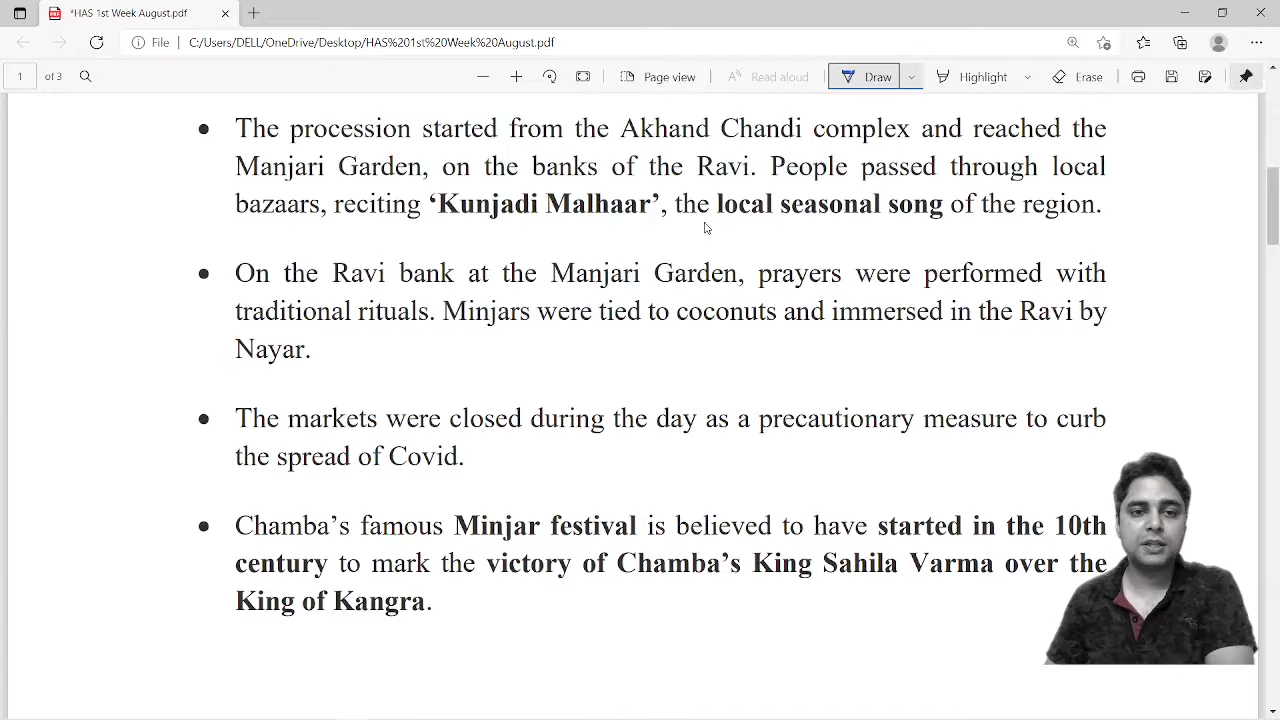 *HAS 1st Week August.pdf
File C:/Users/DELL/OneDrive/Desktop/HAS%201st%20Week%20August.pdf
1 of 3 Page view Read aloud Draw Highlight Erase
• The procession started from the Akhand Chandi complex and reached the
Manjari Garden, on the banks of the Ravi. People passed through local
bazaars, reciting ‘Kunjadi Malhaar’, the local seasonal song of the region.
• On the Ravi bank at the Manjari Garden, prayers were performed with
traditional rituals. Minjars were tied to coconuts and immersed in the Ravi by
Nayar.
• The markets were closed during the day as a precautionary measure to curb
the spread of Covid.
• Chamba’s famous Minjar festival is believed to have started in the 10th
century to mark the victory of Chamba’s King Sahila Varma over the
King of Kangra.